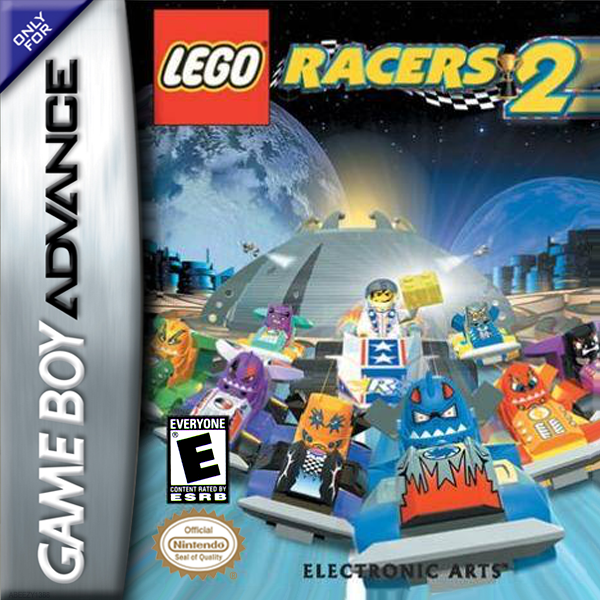 ONLY
FOR
GAME BOY ADVANCE
LEGO RACERS 2
EVERYONE
E
CONTENT RATED BY
ESRB
Official
Nintendo
Seal of Quality
ELECTRONIC ARTS™